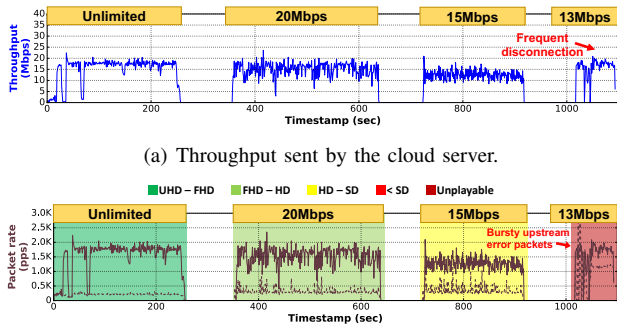 Unlimited 20Mbps 15Mbps 13Mbps
40
35
30
25
20
15
10
5
0
Throughput
(Mbps)
Frequent
disconnection
0 200 400 600 800 1000
Timestamp (sec)
(a) Throughput sent by the cloud server.
UHD – FHD FHD – HD HD – SD < SD Unplayable
Unlimited 20Mbps 15Mbps 13Mbps
3.0K
2.5K
2.0K
1.5K
1.0K
0.5K
0.0
Packet rate
(pps)
Bursty upstream
error packets
0 200 400 600 800 1000
Timestamp (sec)